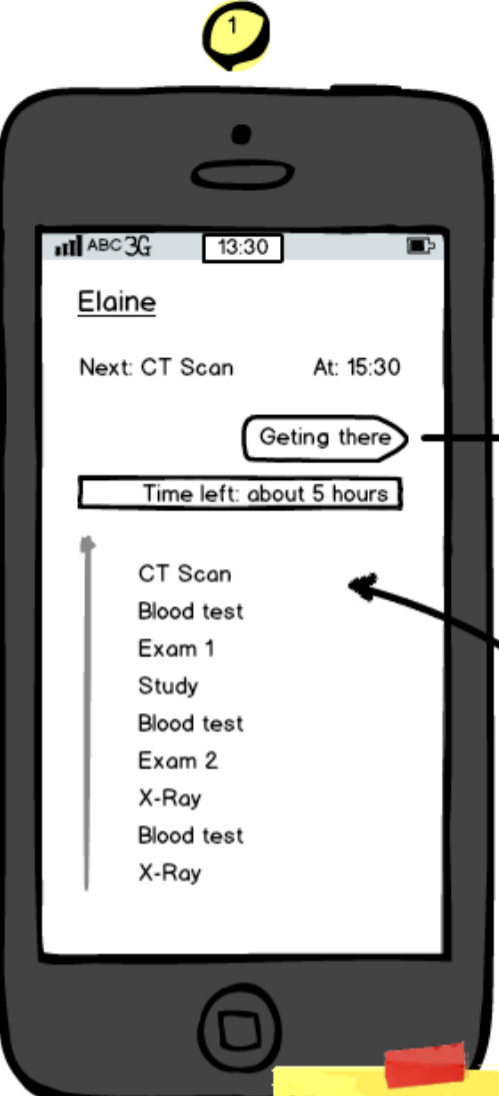 1
ABC 3G 13:30
Elaine
Next: CT Scan At: 15:30
Geting there
Time left: about 5 hours
CT Scan
Blood test
Exam 1
Study
Blood test
Exam 2
X-Ray
Blood test
X-Ray